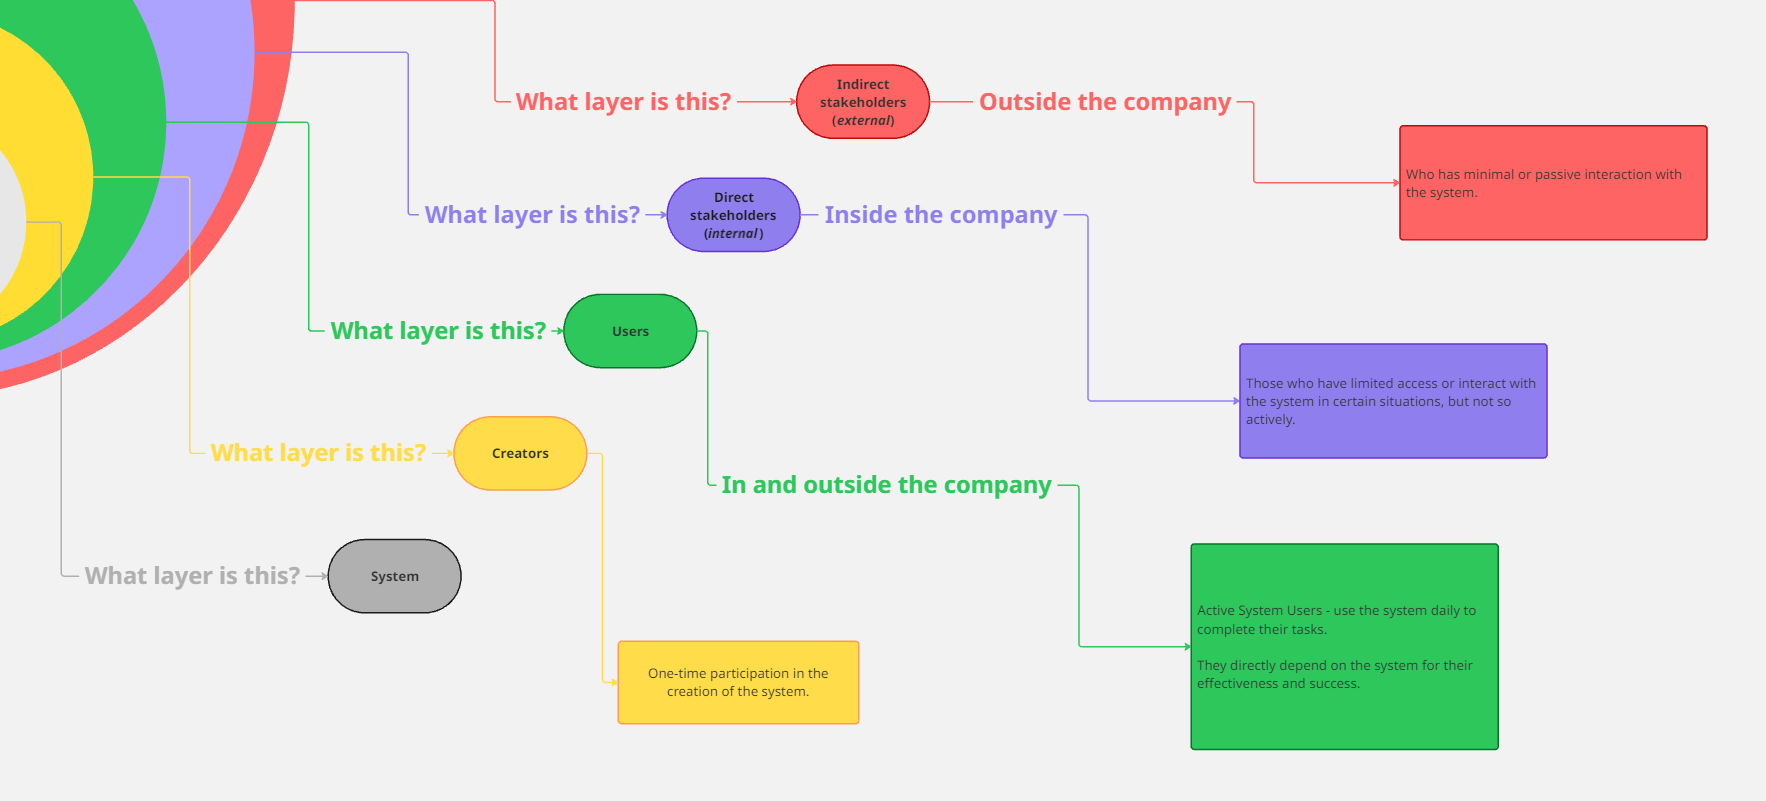 What layer is this?
Indirect
stakeholders
(external)
Outside the company
Who has minimal or passive interaction with
the system.
What layer is this?
Direct
stakeholders
(internal)
Inside the company
Those who have limited access or interact with
the system in certain situations, but not so
actively.
What layer is this?
Users
In and outside the company
Active System Users - use the system daily to
complete their tasks.
They directly depend on the system for their
effectiveness and success.
What layer is this?
Creators
One-time participation in the
creation of the system.
What layer is this?
System